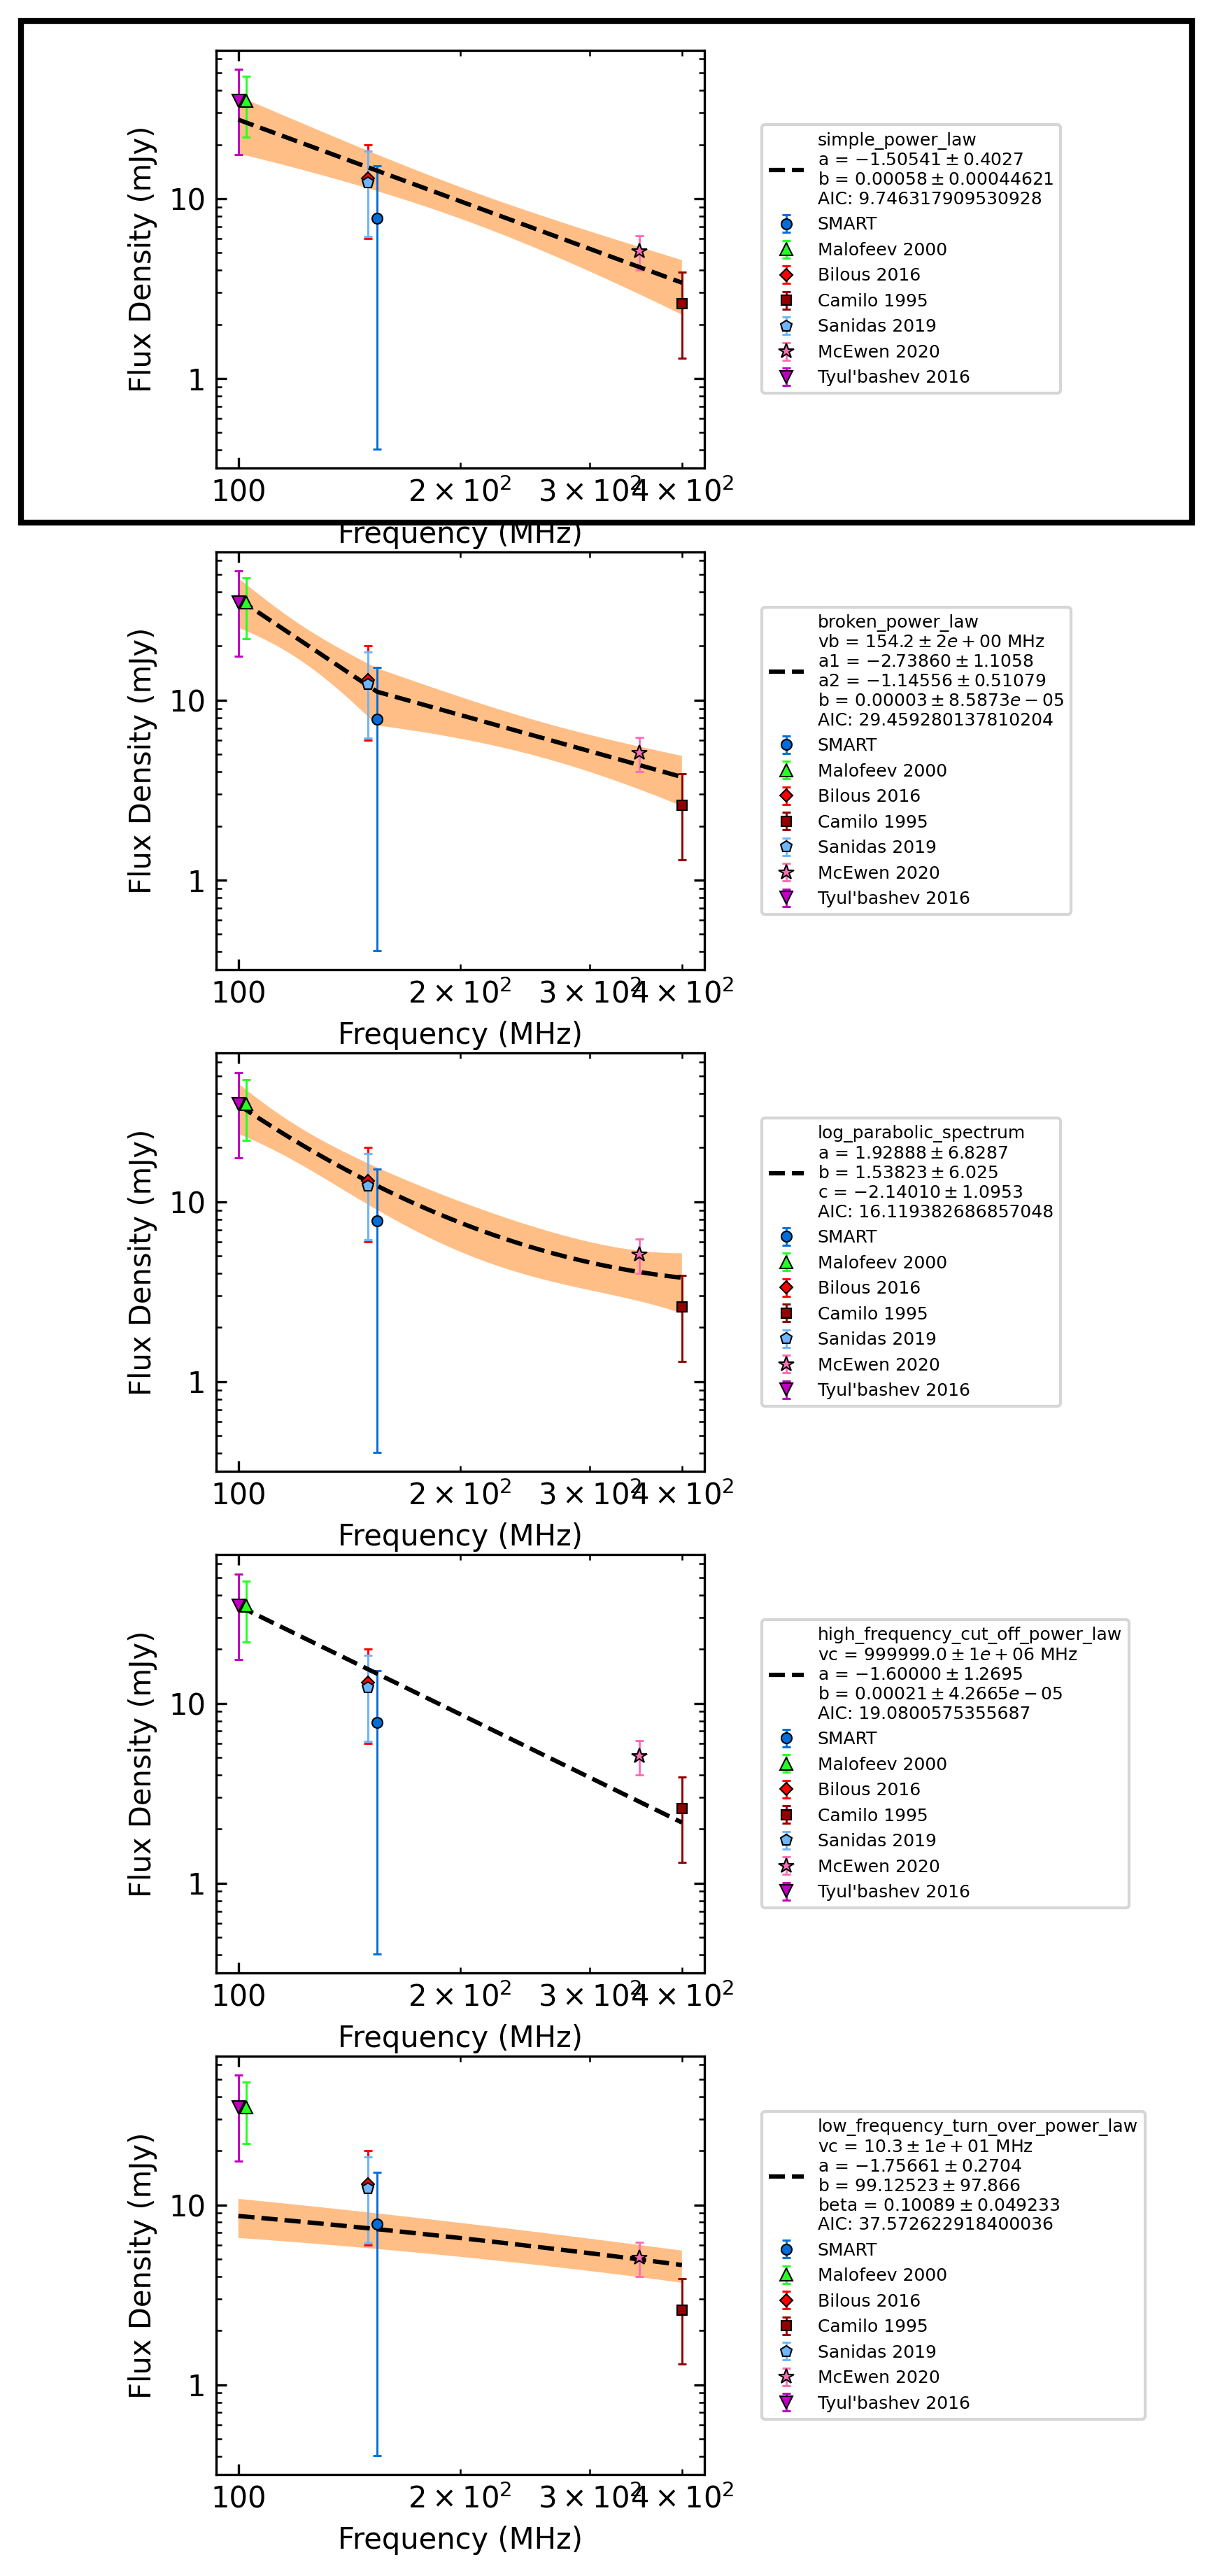 Flux Density (mJy)
10
1
100
2 × 10²
3 × 10²
4 × 10²
Frequency (MHz)
simple_power_law
a = −1.50541 ± 0.4027
b = 0.00058 ± 0.00044621
AIC: 9.746317909530928
SMART
Malofeev 2000
Bilous 2016
Camilo 1995
Sanidas 2019
McEwen 2020
Tyul'bashev 2016
Flux Density (mJy)
10
1
100
2 × 10²
3 × 10²
4 × 10²
Frequency (MHz)
broken_power_law
vb = 154.2 ± 2e + 00 MHz
a1 = −2.73860 ± 1.1058
a2 = −1.14556 ± 0.51079
b = 0.00003 ± 8.5873e − 05
AIC: 29.459280137810204
SMART
Malofeev 2000
Bilous 2016
Camilo 1995
Sanidas 2019
McEwen 2020
Tyul'bashev 2016
Flux Density (mJy)
10
1
100
2 × 10²
3 × 10²
4 × 10²
Frequency (MHz)
log_parabolic_spectrum
a = 1.92888 ± 6.8287
b = 1.53823 ± 6.025
c = −2.14010 ± 1.0953
AIC: 16.119382686857048
SMART
Malofeev 2000
Bilous 2016
Camilo 1995
Sanidas 2019
McEwen 2020
Tyul'bashev 2016
Flux Density (mJy)
10
1
100
2 × 10²
3 × 10²
4 × 10²
Frequency (MHz)
high_frequency_cut_off_power_law
vc = 999999.0 ± 1e + 06 MHz
a = −1.60000 ± 1.2695
b = 0.00021 ± 4.2665e − 05
AIC: 19.0800575355687
SMART
Malofeev 2000
Bilous 2016
Camilo 1995
Sanidas 2019
McEwen 2020
Tyul'bashev 2016
Flux Density (mJy)
10
1
100
2 × 10²
3 × 10²
4 × 10²
Frequency (MHz)
low_frequency_turn_over_power_law
vc = 10.3 ± 1e + 01 MHz
a = −1.75661 ± 0.2704
b = 99.12523 ± 97.866
beta = 0.10089 ± 0.049233
AIC: 37.572622918400036
SMART
Malofeev 2000
Bilous 2016
Camilo 1995
Sanidas 2019
McEwen 2020
Tyul'bashev 2016